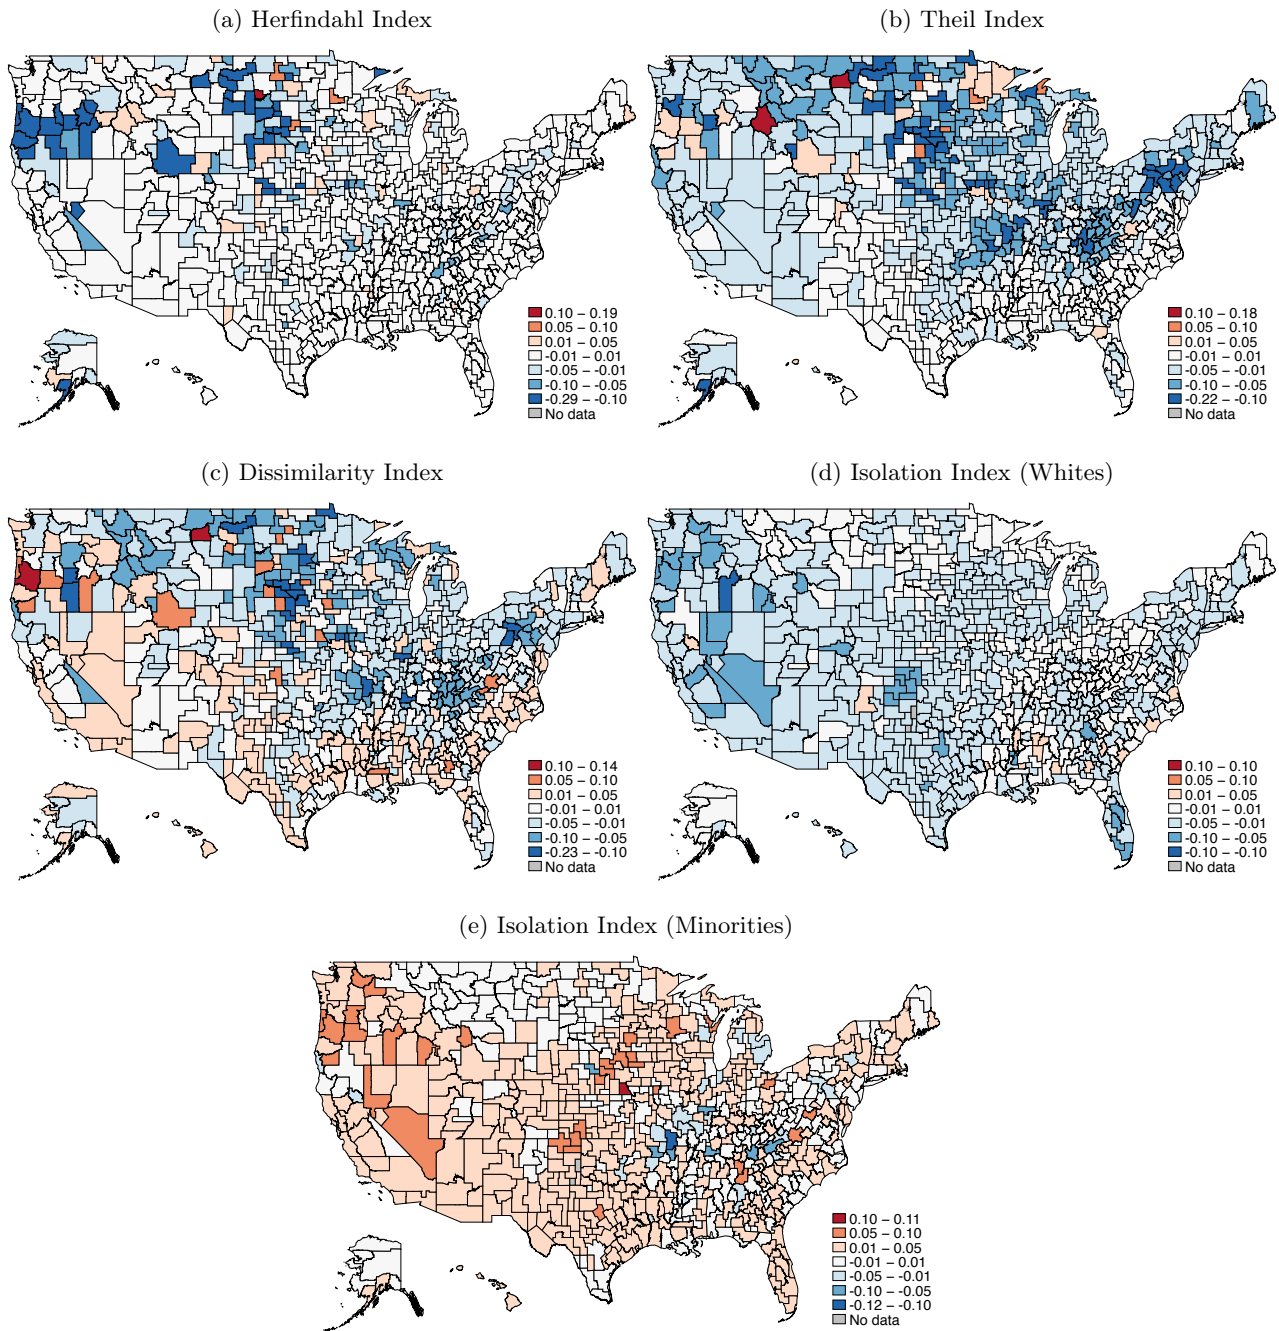 (a) Herfindahl Index
0.10 – 0.19
0.05 – 0.10
0.01 – 0.05
-0.01 – 0.01
-0.05 – -0.01
-0.10 – -0.05
-0.29 – -0.10
No data
(b) Theil Index
0.10 – 0.18
0.05 – 0.10
0.01 – 0.05
-0.01 – 0.01
-0.05 – -0.01
-0.10 – -0.05
-0.22 – -0.10
No data
(c) Dissimilarity Index
0.10 – 0.14
0.05 – 0.10
0.01 – 0.05
-0.01 – 0.01
-0.05 – -0.01
-0.10 – -0.05
-0.23 – -0.10
No data
(d) Isolation Index (Whites)
0.10 – 0.10
0.05 – 0.10
0.01 – 0.05
-0.01 – 0.01
-0.05 – -0.01
-0.10 – -0.05
-0.10 – -0.10
No data
(e) Isolation Index (Minorities)
0.10 – 0.11
0.05 – 0.10
0.01 – 0.05
-0.01 – 0.01
-0.05 – -0.01
-0.10 – -0.05
-0.12 – -0.10
No data